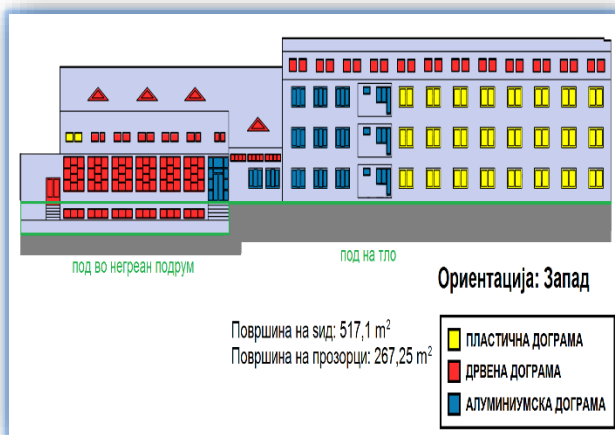 под во негреан подрум
под на тло
Ориентација: Запад
Површина на ѕид: 517,1 m²
Површина на прозорци: 267,25 m²
ПЛАСТИЧНА ДОГРАМА
ДРВЕНА ДОГРАМА
АЛУМИНИУМСКА ДОГРАМА